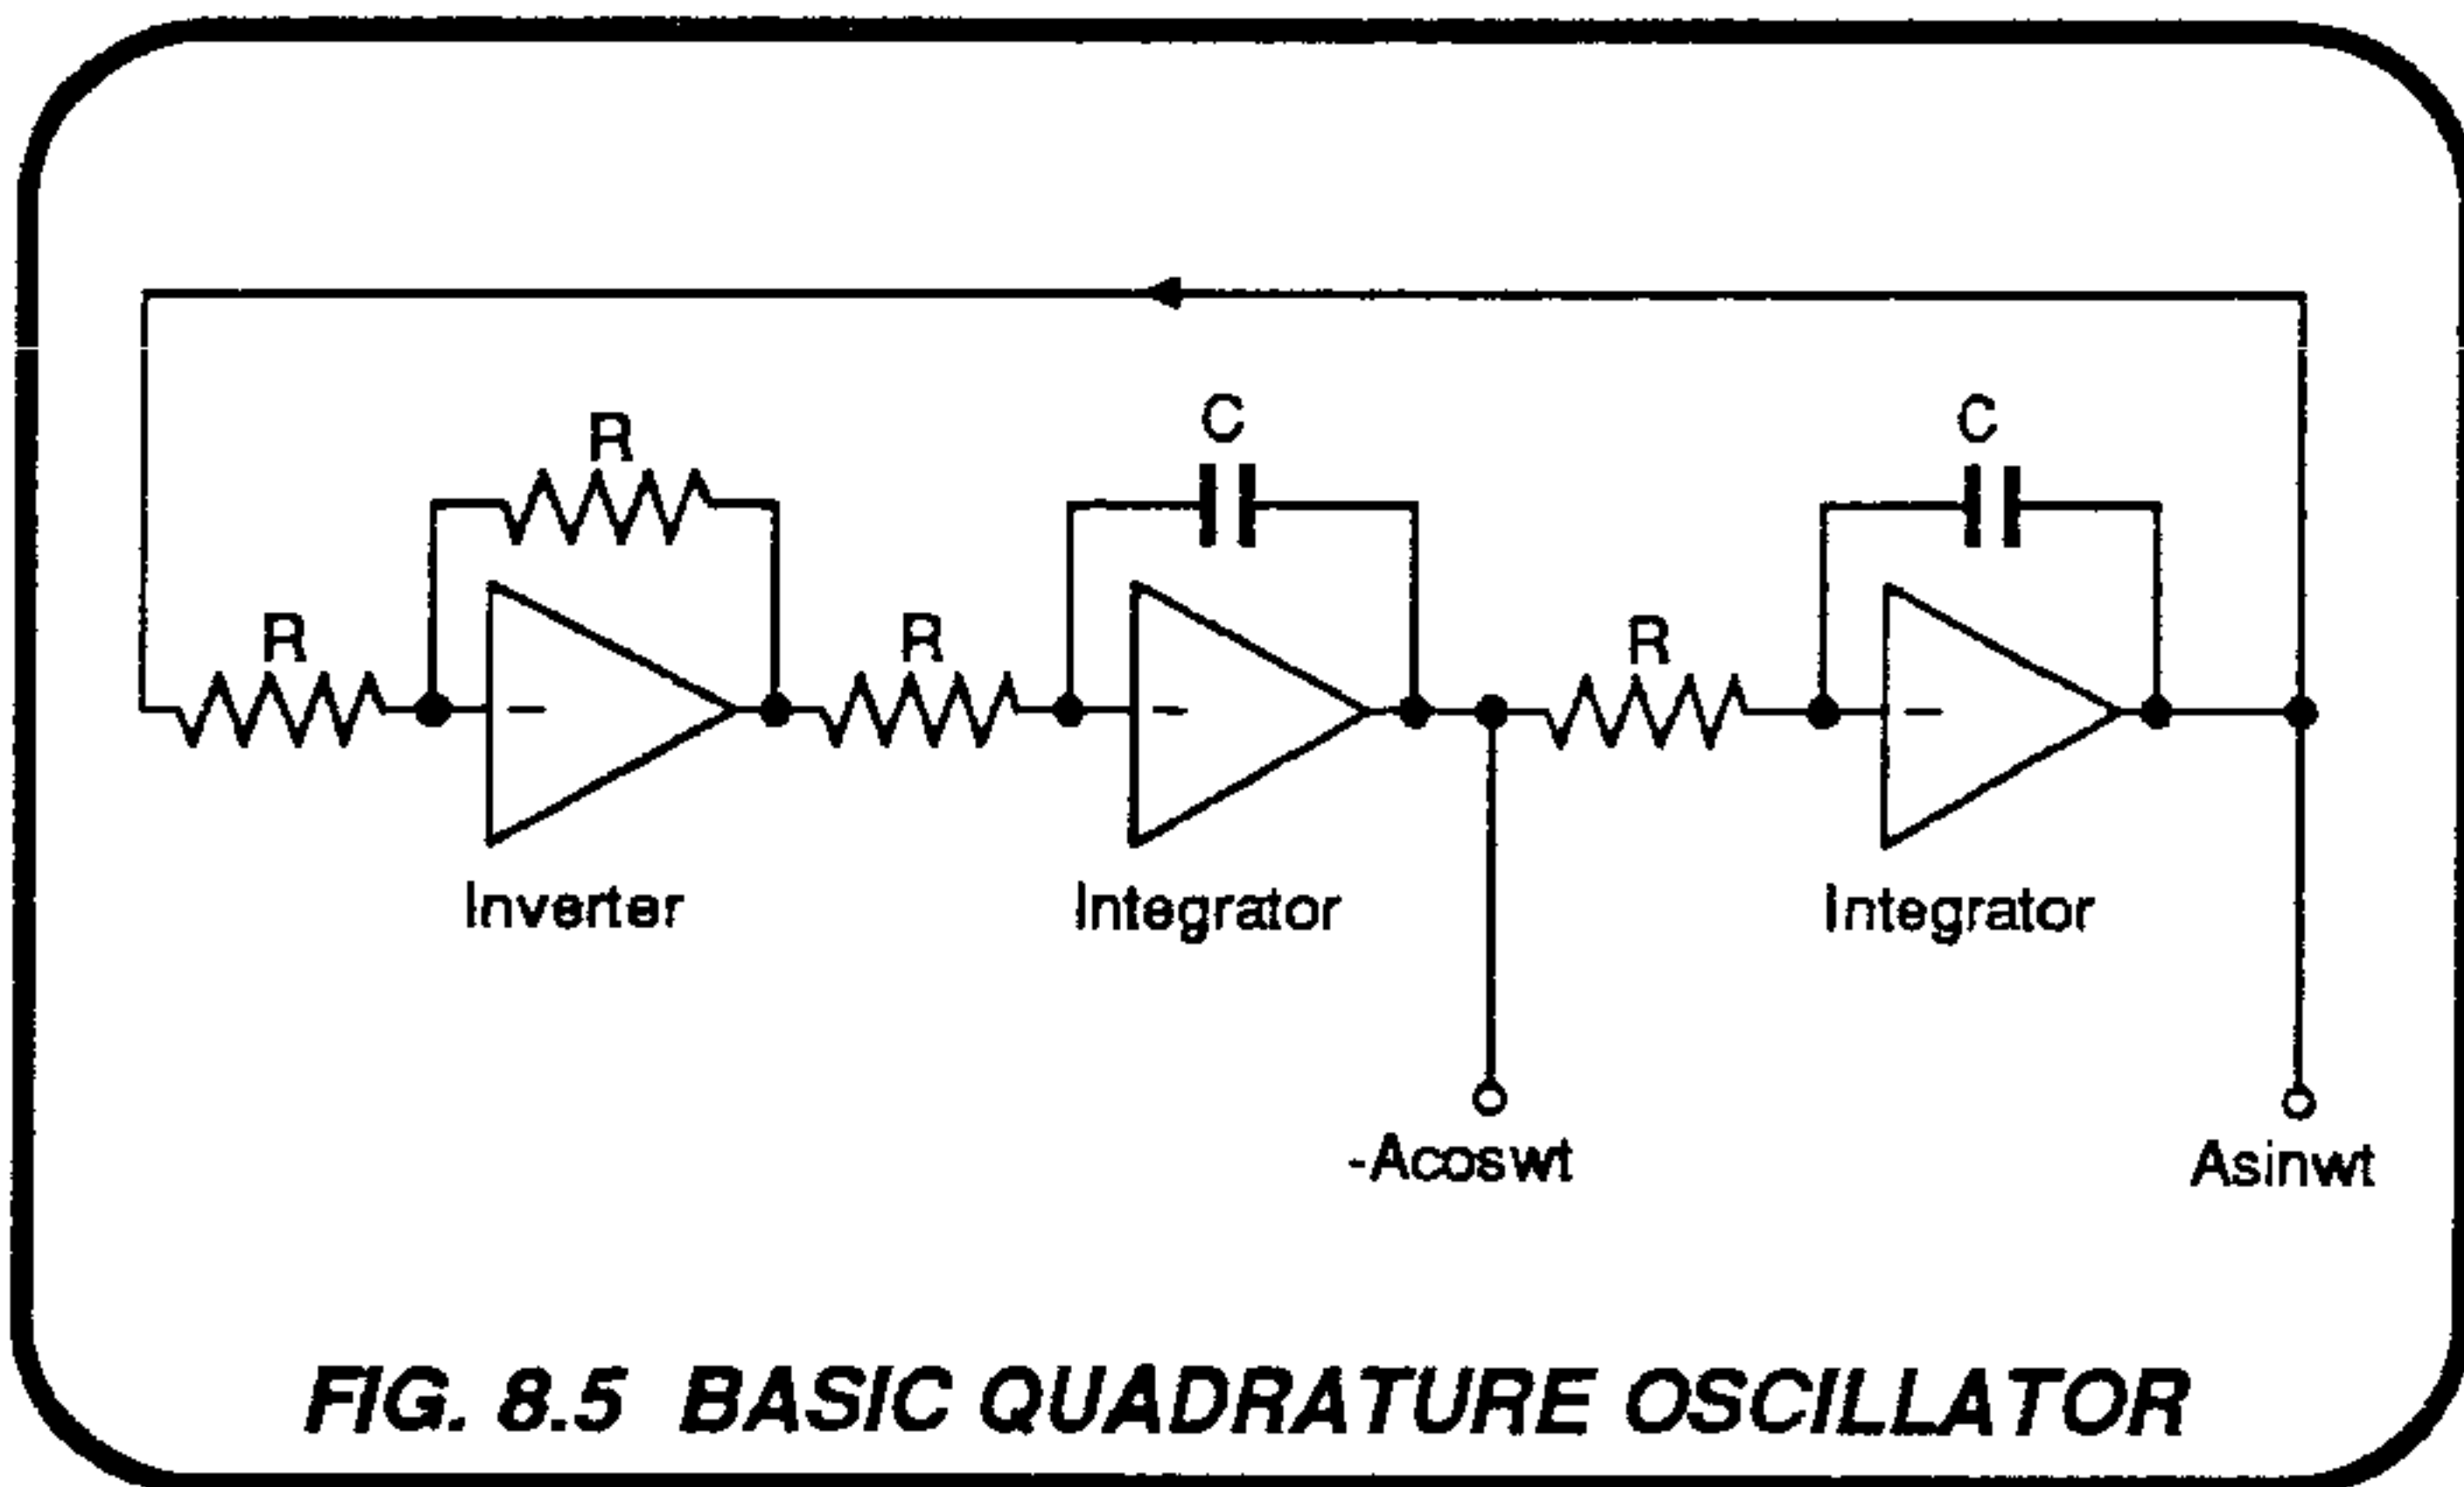 C C
R
R R R
- - -
Inverter Integrator Integrator
-Acoswt Asinwt
FIG. 8.5 BASIC QUADRATURE OSCILLATOR